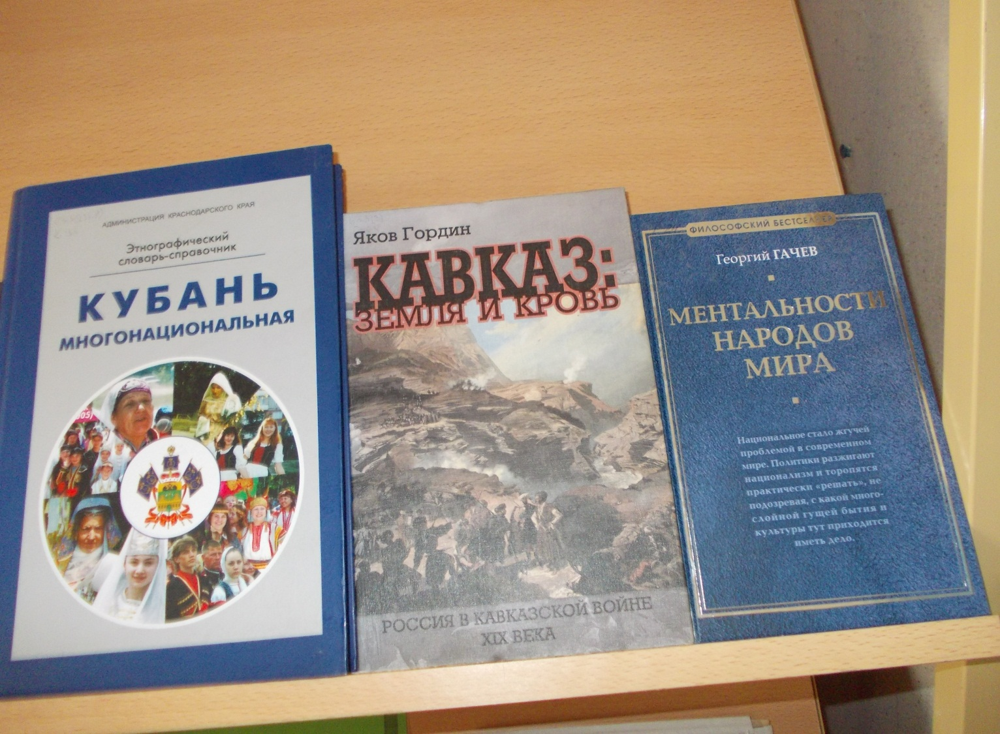 АДМИНИСТРАЦИЯ КРАСНОДАРСКОГО КРАЯ
Этнографический
словарь-справочник
КУБАНЬ
МНОГОНАЦИОНАЛЬНАЯ
Яков Гордин
КАВКАЗ:
ЗЕМЛЯ И КРОВЬ
РОССИЯ В КАВКАЗСКОЙ ВОЙНЕ
XIX ВЕКА
ФИЛОСОФСКИЙ БЕСТСЕЛЛЕР
Георгий ГАЧЕВ
МЕНТАЛЬНОСТИ
НАРОДОВ
МИРА
Национальное стало жгучей
проблемой в современном
мире. Политики разжигают
национализм и торопятся
практически «решать», не
подозревая, с какой много-
слойной гущей бытия и
культуры тут приходится
иметь дело.